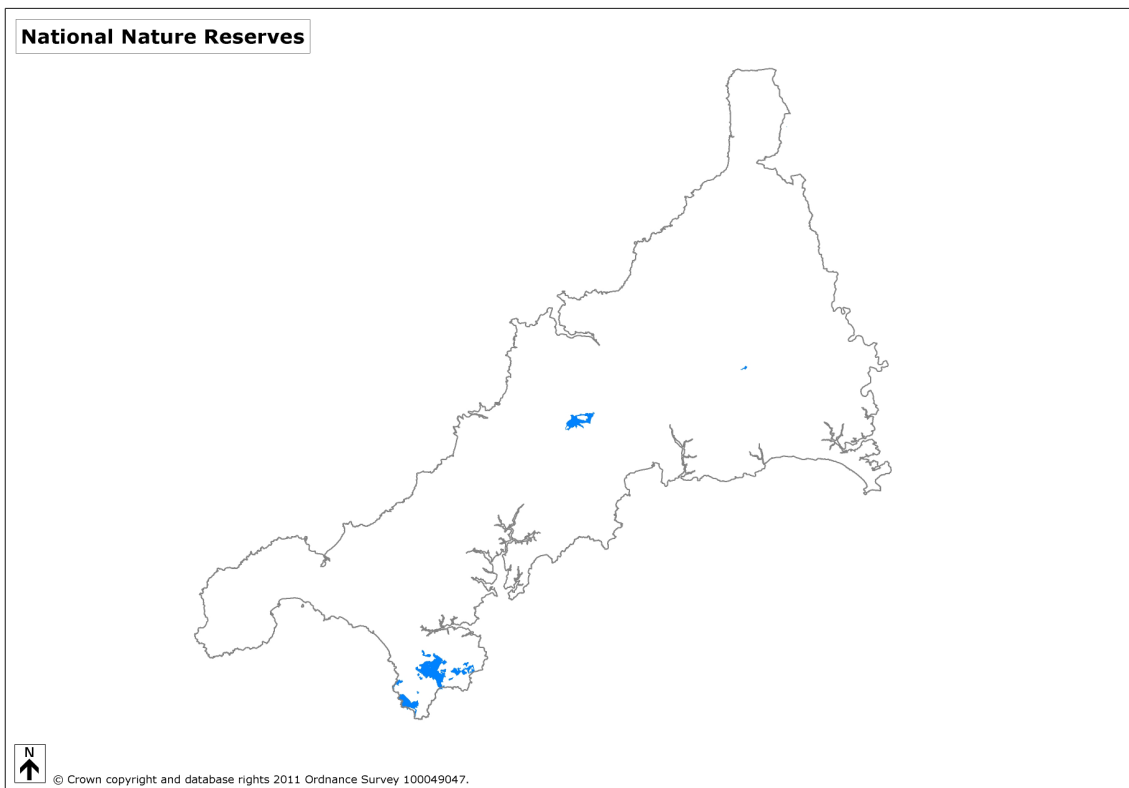 National Nature Reserves
N
© Crown copyright and database rights 2011 Ordnance Survey 100049047.